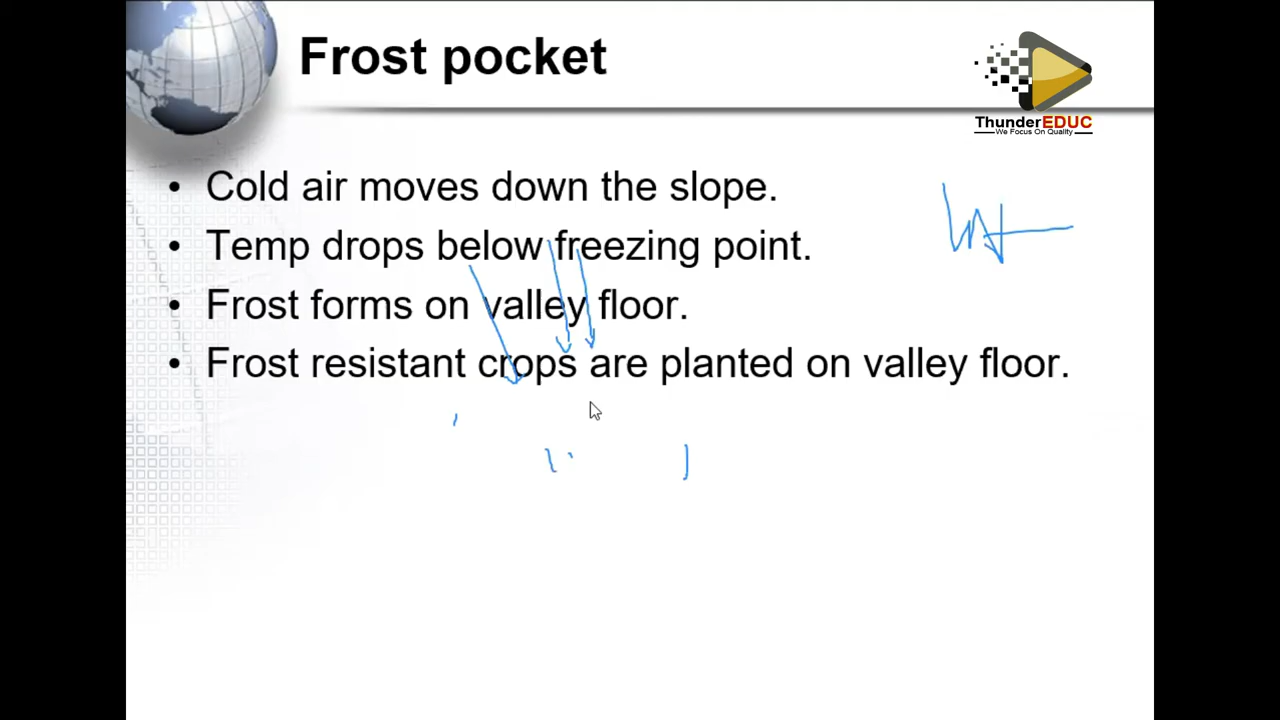 Frost pocket
ThunderEDUC
We Focus On Quality
• Cold air moves down the slope.
• Temp drops below freezing point.
• Frost forms on valley floor.
• Frost resistant crops are planted on valley floor.